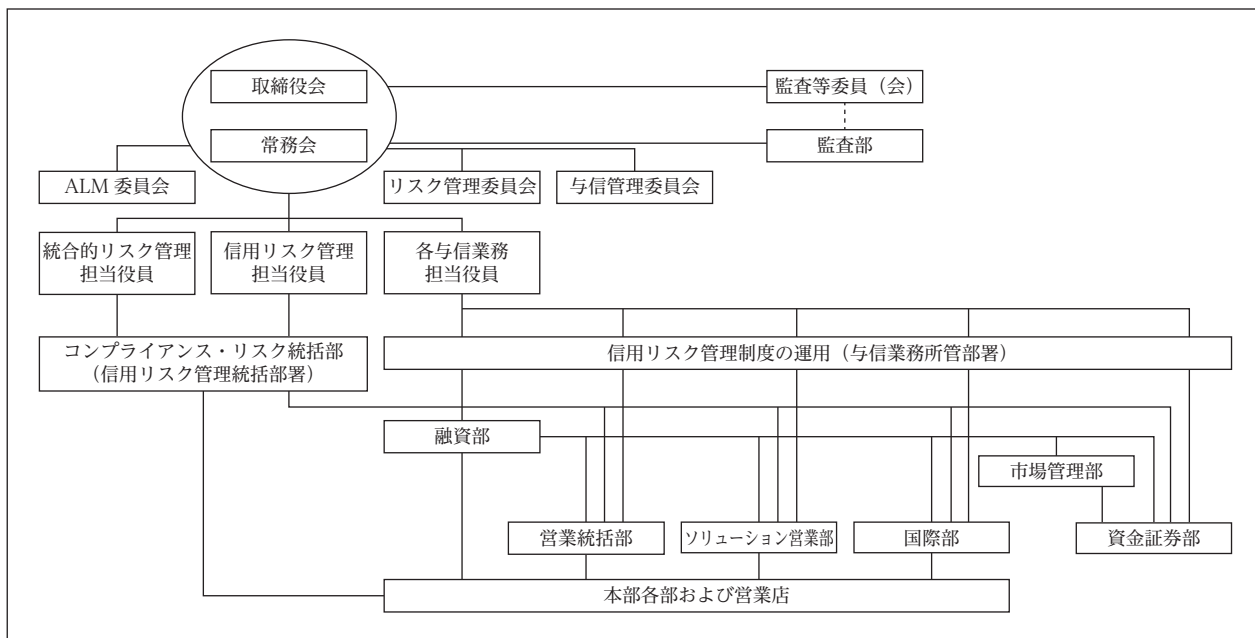 取締役会
監査等委員（会）
常務会
監査部
ALM 委員会
リスク管理委員会
与信管理委員会
統合的リスク管理
担当役員
信用リスク管理
担当役員
各与信業務
担当役員
コンプライアンス・リスク統括部
（信用リスク管理統括部署）
信用リスク管理制度の運用（与信業務所管部署）
融資部
市場管理部
営業統括部
ソリューション営業部
国際部
資金証券部
本部各部および営業店